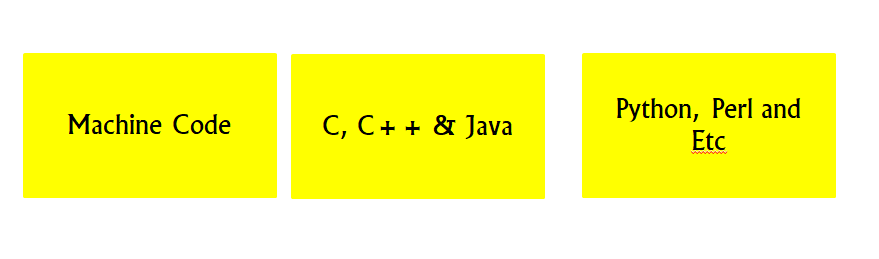 Machine Code
C, C++ & Java
Python, Perl and
Etc